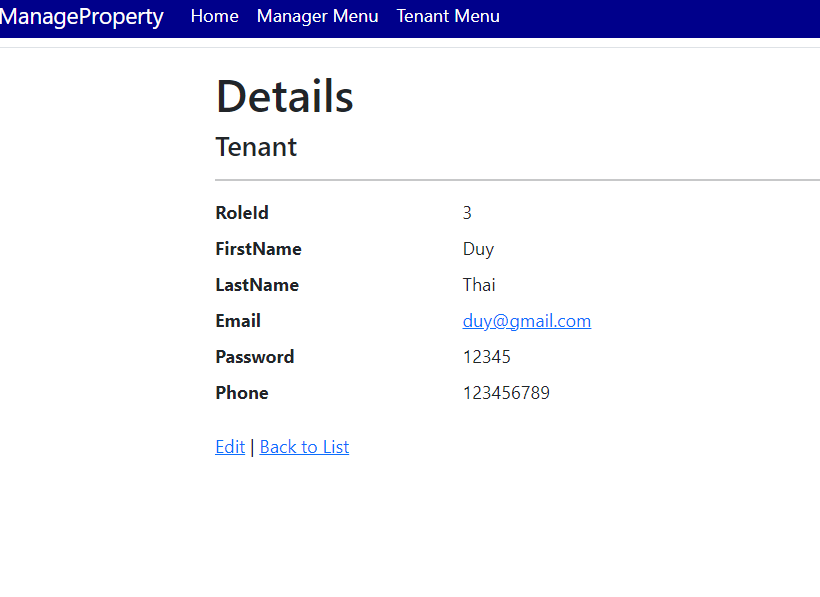 ManageProperty Home Manager Menu Tenant Menu
Details
Tenant
RoleId 3
FirstName Duy
LastName Thai
Email duy@gmail.com
Password 12345
Phone 123456789
Edit | Back to List